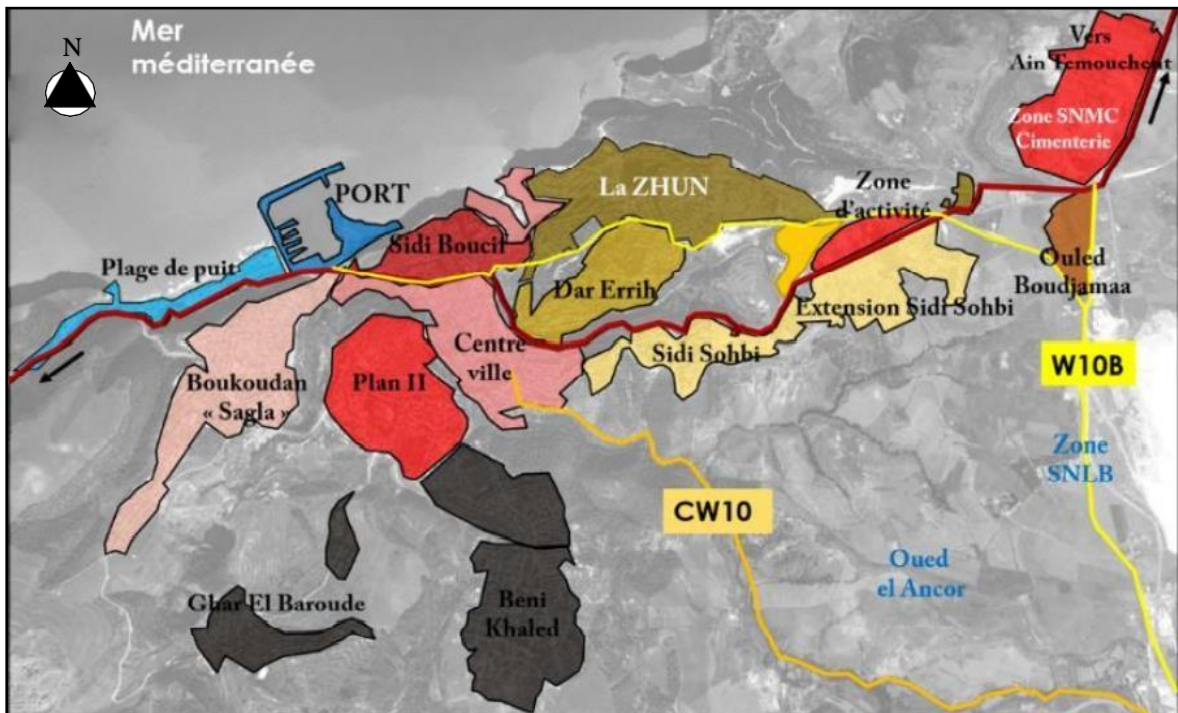 Mer
méditerranée
N
Vers
Ain Temouchent
Zone SNMC
Cimenterie
PORT
La ZHUN
Zone
d'activité
Sidi Boucif
Plage de puit
Dar Errih
Ouled
Boudjamaa
Extension Sidi Sohbi
Sidi Sohbi
Centre
ville
Boukoudan
« Sagla »
Plan II
W10B
Zone
SNLB
CW10
Oued
el Ancor
Ghar El Baroude
Beni
Khaled